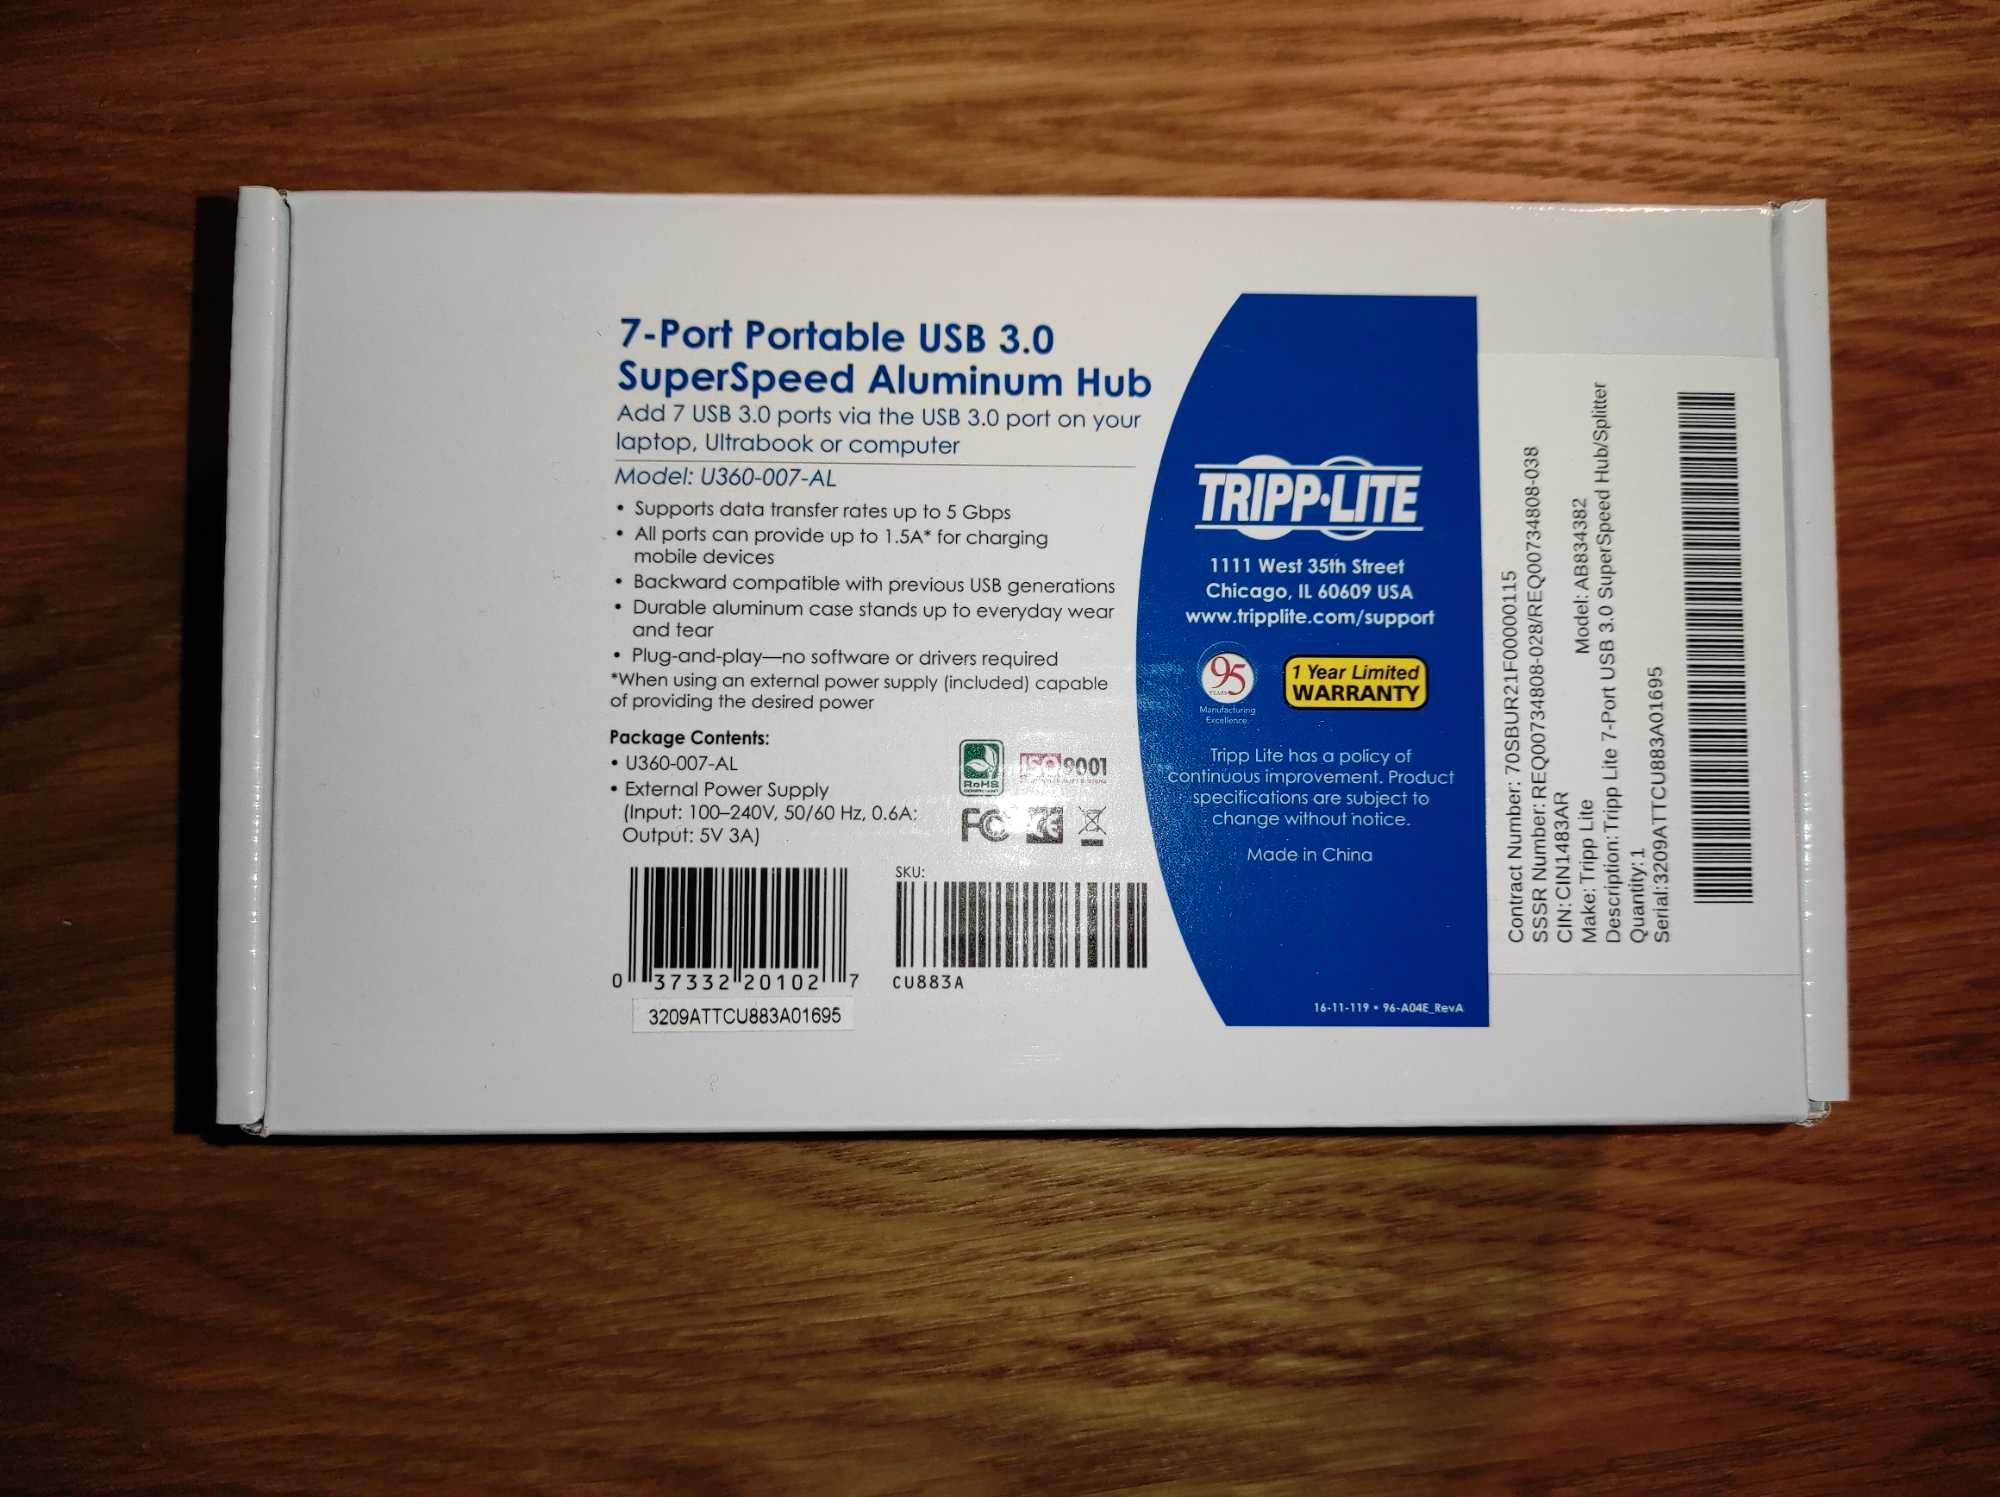 7-Port Portable USB 3.0
SuperSpeed Aluminum Hub
Add 7 USB 3.0 ports via the USB 3.0 port on your
laptop, Ultrabook or computer
Model: U360-007-AL
• Supports data transfer rates up to 5 Gbps
• All ports can provide up to 1.5A* for charging
mobile devices
• Backward compatible with previous USB generations
• Durable aluminum case stands up to everyday wear
and tear
• Plug-and-play—no software or drivers required
*When using an external power supply (included) capable
of providing the desired power
Package Contents:
• U360-007-AL
• External Power Supply
(Input: 100–240V, 50/60 Hz, 0.6A;
Output: 5V 3A)
RoHS
ISO 9001
FC CE
0 37332 20102 7
3209ATTCU883A01695
SKU:
CU883A
TRIPP·LITE
1111 West 35th Street
Chicago, IL 60609 USA
www.tripplite.com/support
95
YEARS
Manufacturing
Excellence
1 Year Limited
WARRANTY
Tripp Lite has a policy of
continuous improvement. Product
specifications are subject to
change without notice.
Made in China
16-11-119 • 96-A04E_RevA
Contract Number: 70SBUR21F00000115
SSSR Number: REQ00734808-028/REQ00734808-038
CIN: CIN1483AR
Make: Tripp Lite Model: AB834382
Description: Tripp Lite 7-Port USB 3.0 SuperSpeed Hub/Splitter
Quantity: 1
Serial:3209ATTCU883A01695